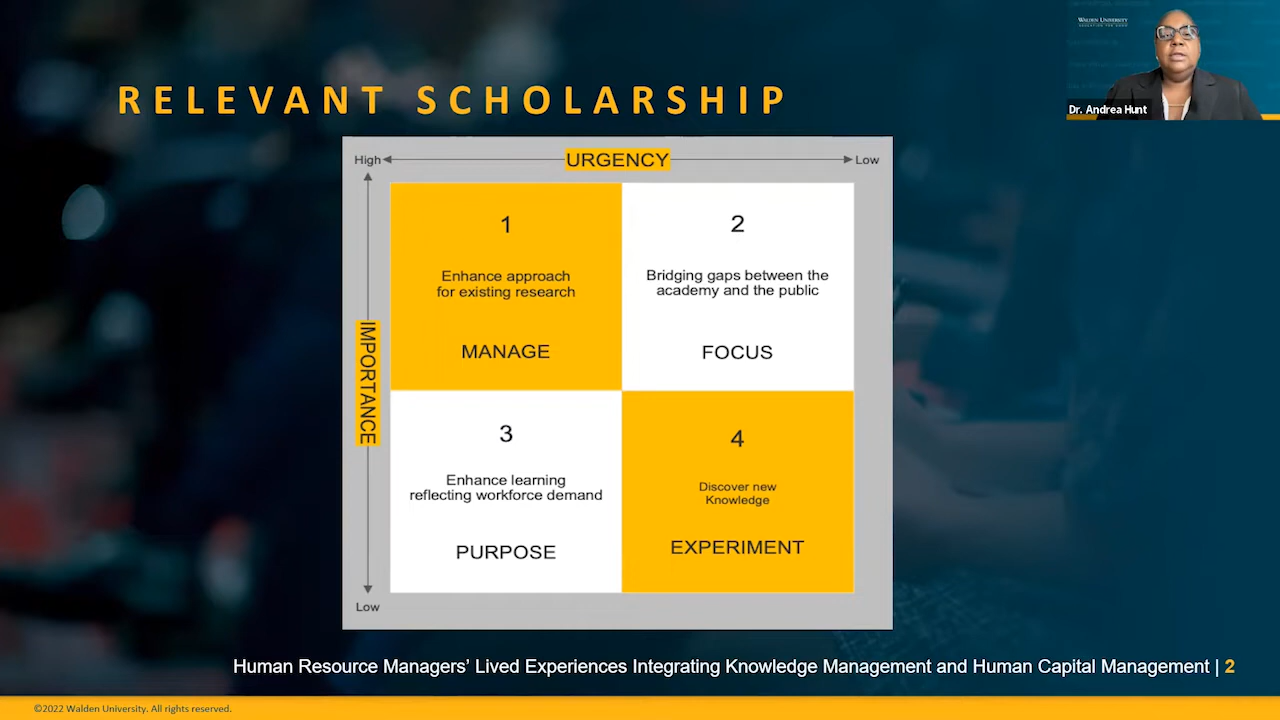 WALDEN UNIVERSITY
RELEVANT SCHOLARSHIP
Dr. Andrea Hunt
High
URGENCY
Low
IMPORTANCE
1
Enhance approach
for existing research
MANAGE
2
Bridging gaps between the
academy and the public
FOCUS
3
Enhance learning
reflecting workforce demand
PURPOSE
4
Discover new
Knowledge
EXPERIMENT
Low
Human Resource Managers’ Lived Experiences Integrating Knowledge Management and Human Capital Management | 2
©2022 Walden University. All rights reserved.